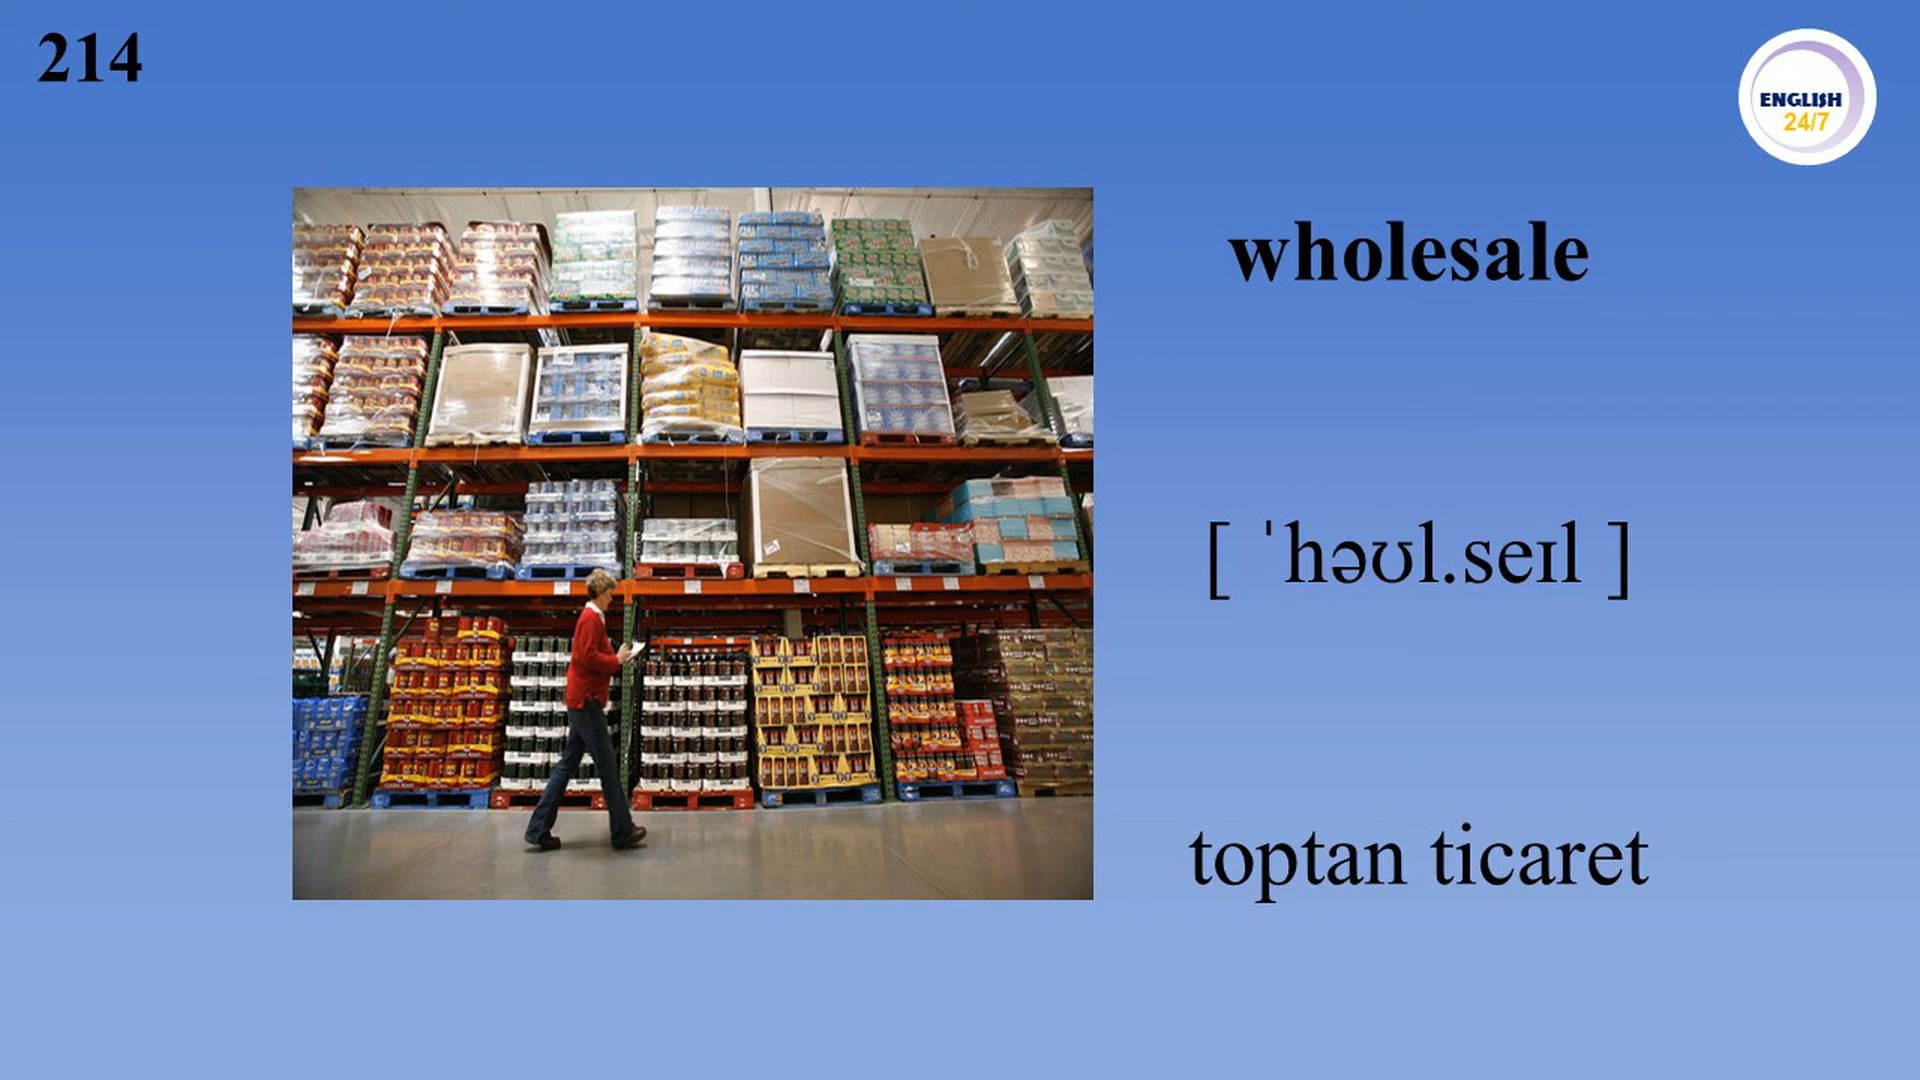 214
ENGLISH
24/7
wholesale
[ ˈhəʊl.seɪl ]
toptan ticaret